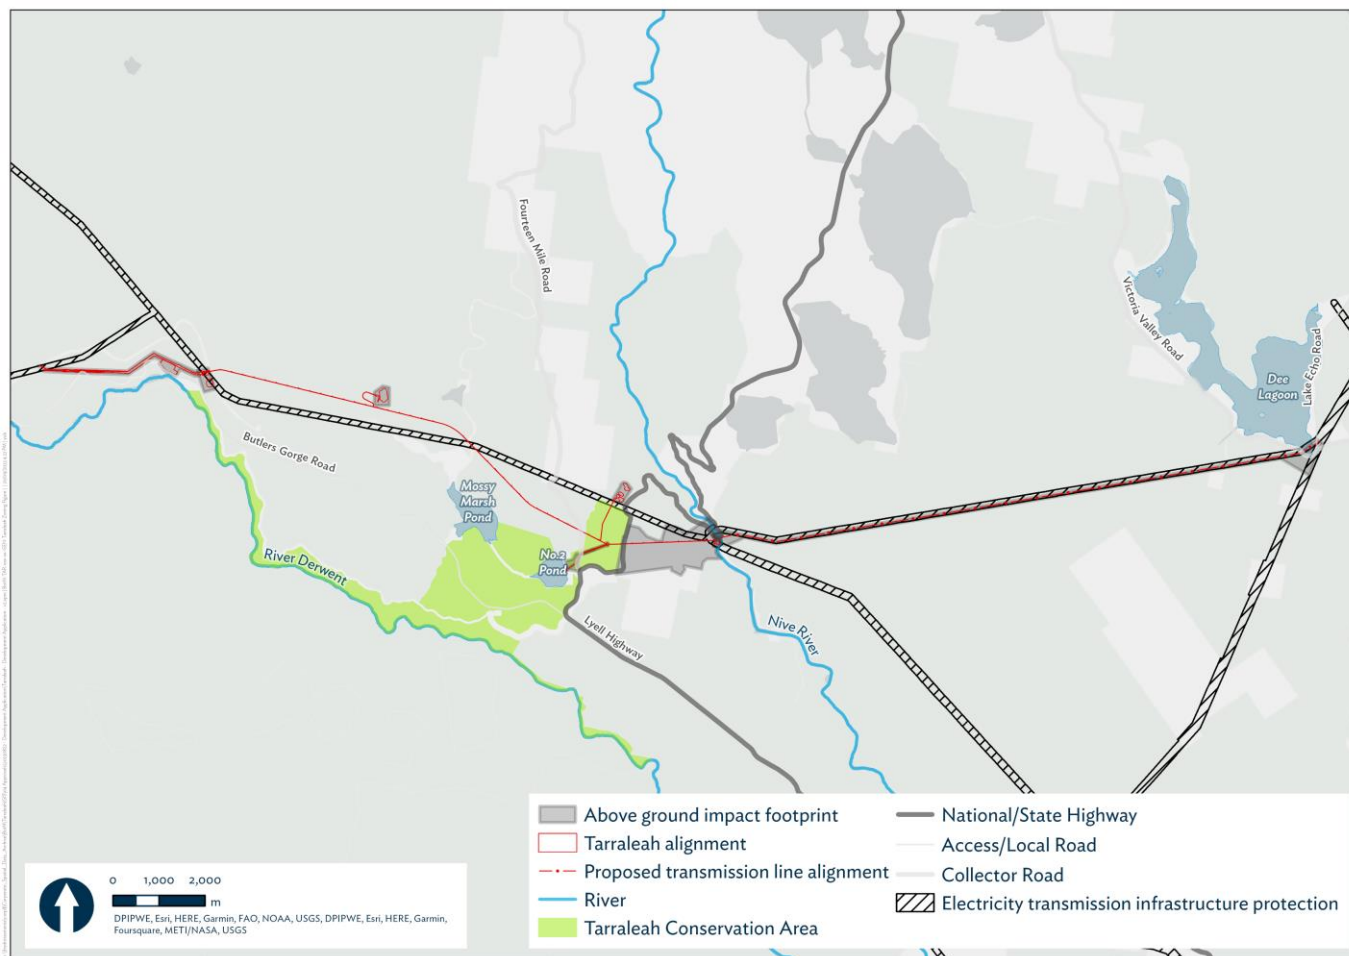 Fourteen Mile Road
Victoria Valley Road
Lake Echo Road
Dee
Lagoon
Butlers Gorge Road
Mossy
Marsh
Pond
River Derwent
No.2
Pond
Lyell Highway
Nive River
Above ground impact footprint
Tarraleah alignment
Proposed transmission line alignment
River
Tarraleah Conservation Area
National/State Highway
Access/Local Road
Collector Road
Electricity transmission infrastructure protection
0 1,000 2,000
m
DPIPWE, Esri, HERE, Garmin, FAO, NOAA, USGS, DPIPWE, Esri, HERE, Garmin,
Foursquare, METI/NASA, USGS